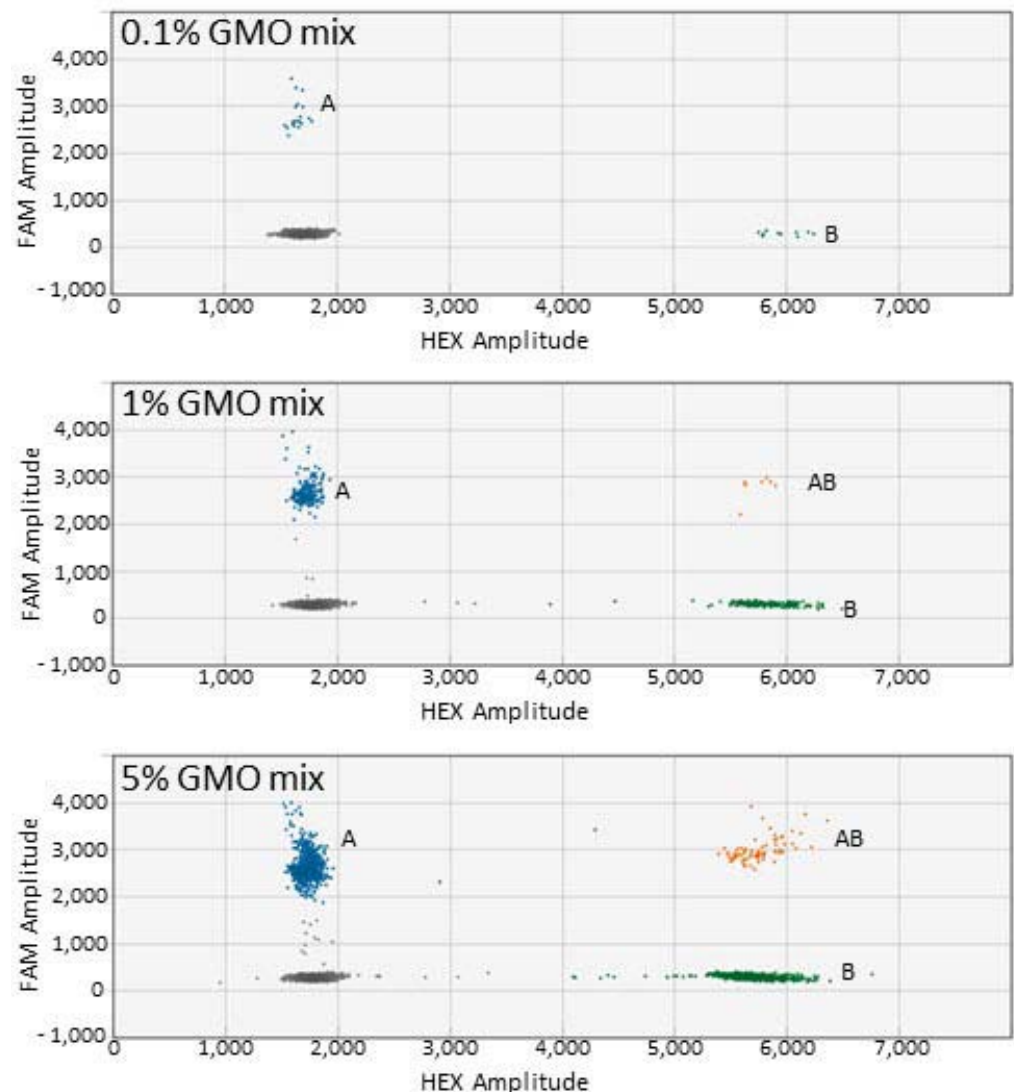 0.1% GMO mix
4,000
3,000
2,000
1,000
0
- 1,000
FAM Amplitude
A
B
0 1,000 2,000 3,000 4,000 5,000 6,000 7,000
HEX Amplitude
1% GMO mix
4,000
3,000
2,000
1,000
0
- 1,000
FAM Amplitude
A
AB
B
0 1,000 2,000 3,000 4,000 5,000 6,000 7,000
HEX Amplitude
5% GMO mix
4,000
3,000
2,000
1,000
0
- 1,000
FAM Amplitude
A
AB
B
0 1,000 2,000 3,000 4,000 5,000 6,000 7,000
HEX Amplitude